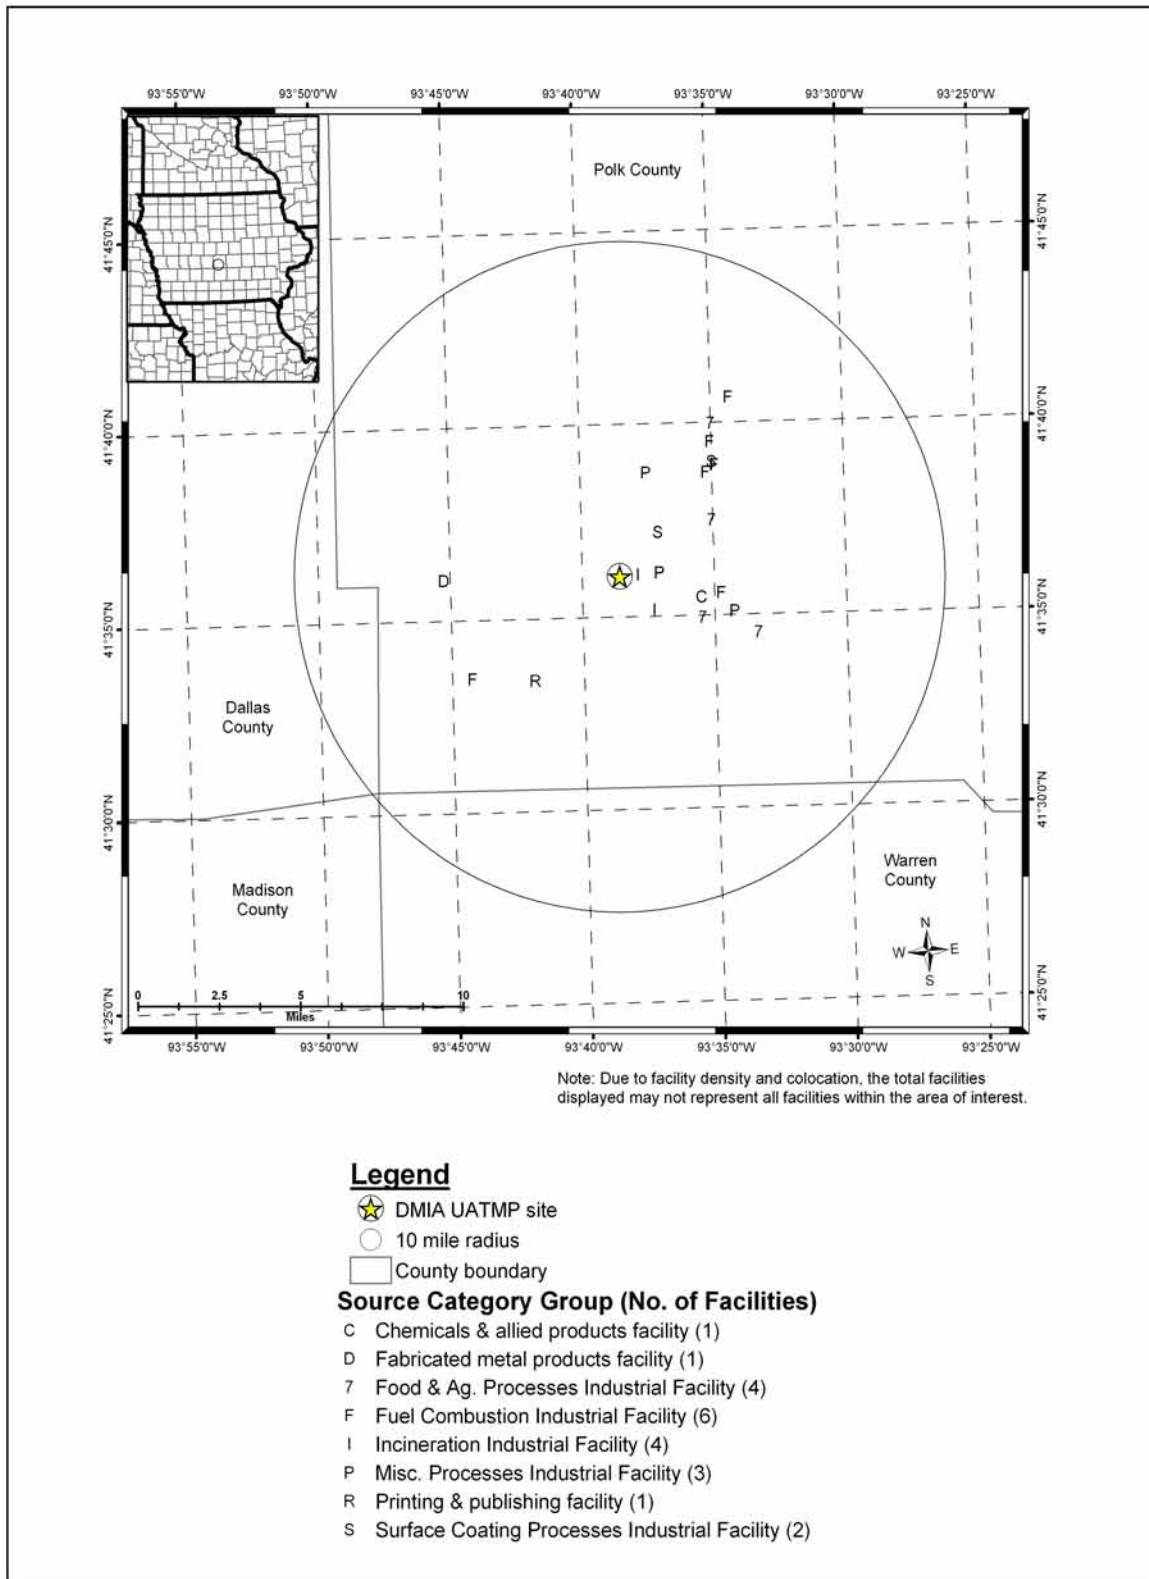 93°55'0"W 93°50'0"W 93°45'0"W 93°40'0"W 93°35'0"W 93°30'0"W 93°25'0"W
Polk County
41°45'0"N 41°45'0"N
F
41°40'0"N 7 41°40'0"N
F
S F
P F
7
S
I P
D
C F
41°35'0"N I 7 P 41°35'0"N
7
F R
Dallas
County
41°30'0"N 41°30'0"N
Warren
County
Madison
County
N
W E
S
0 2.5 5 10
Miles
41°25'0"N 41°25'0"N
93°55'0"W 93°50'0"W 93°45'0"W 93°40'0"W 93°35'0"W 93°30'0"W 93°25'0"W
Note: Due to facility density and colocation, the total facilities
displayed may not represent all facilities within the area of interest.
Legend
DMIA UATMP site
10 mile radius
County boundary
Source Category Group (No. of Facilities)
C Chemicals & allied products facility (1)
D Fabricated metal products facility (1)
7 Food & Ag. Processes Industrial Facility (4)
F Fuel Combustion Industrial Facility (6)
I Incineration Industrial Facility (4)
P Misc. Processes Industrial Facility (3)
R Printing & publishing facility (1)
S Surface Coating Processes Industrial Facility (2)